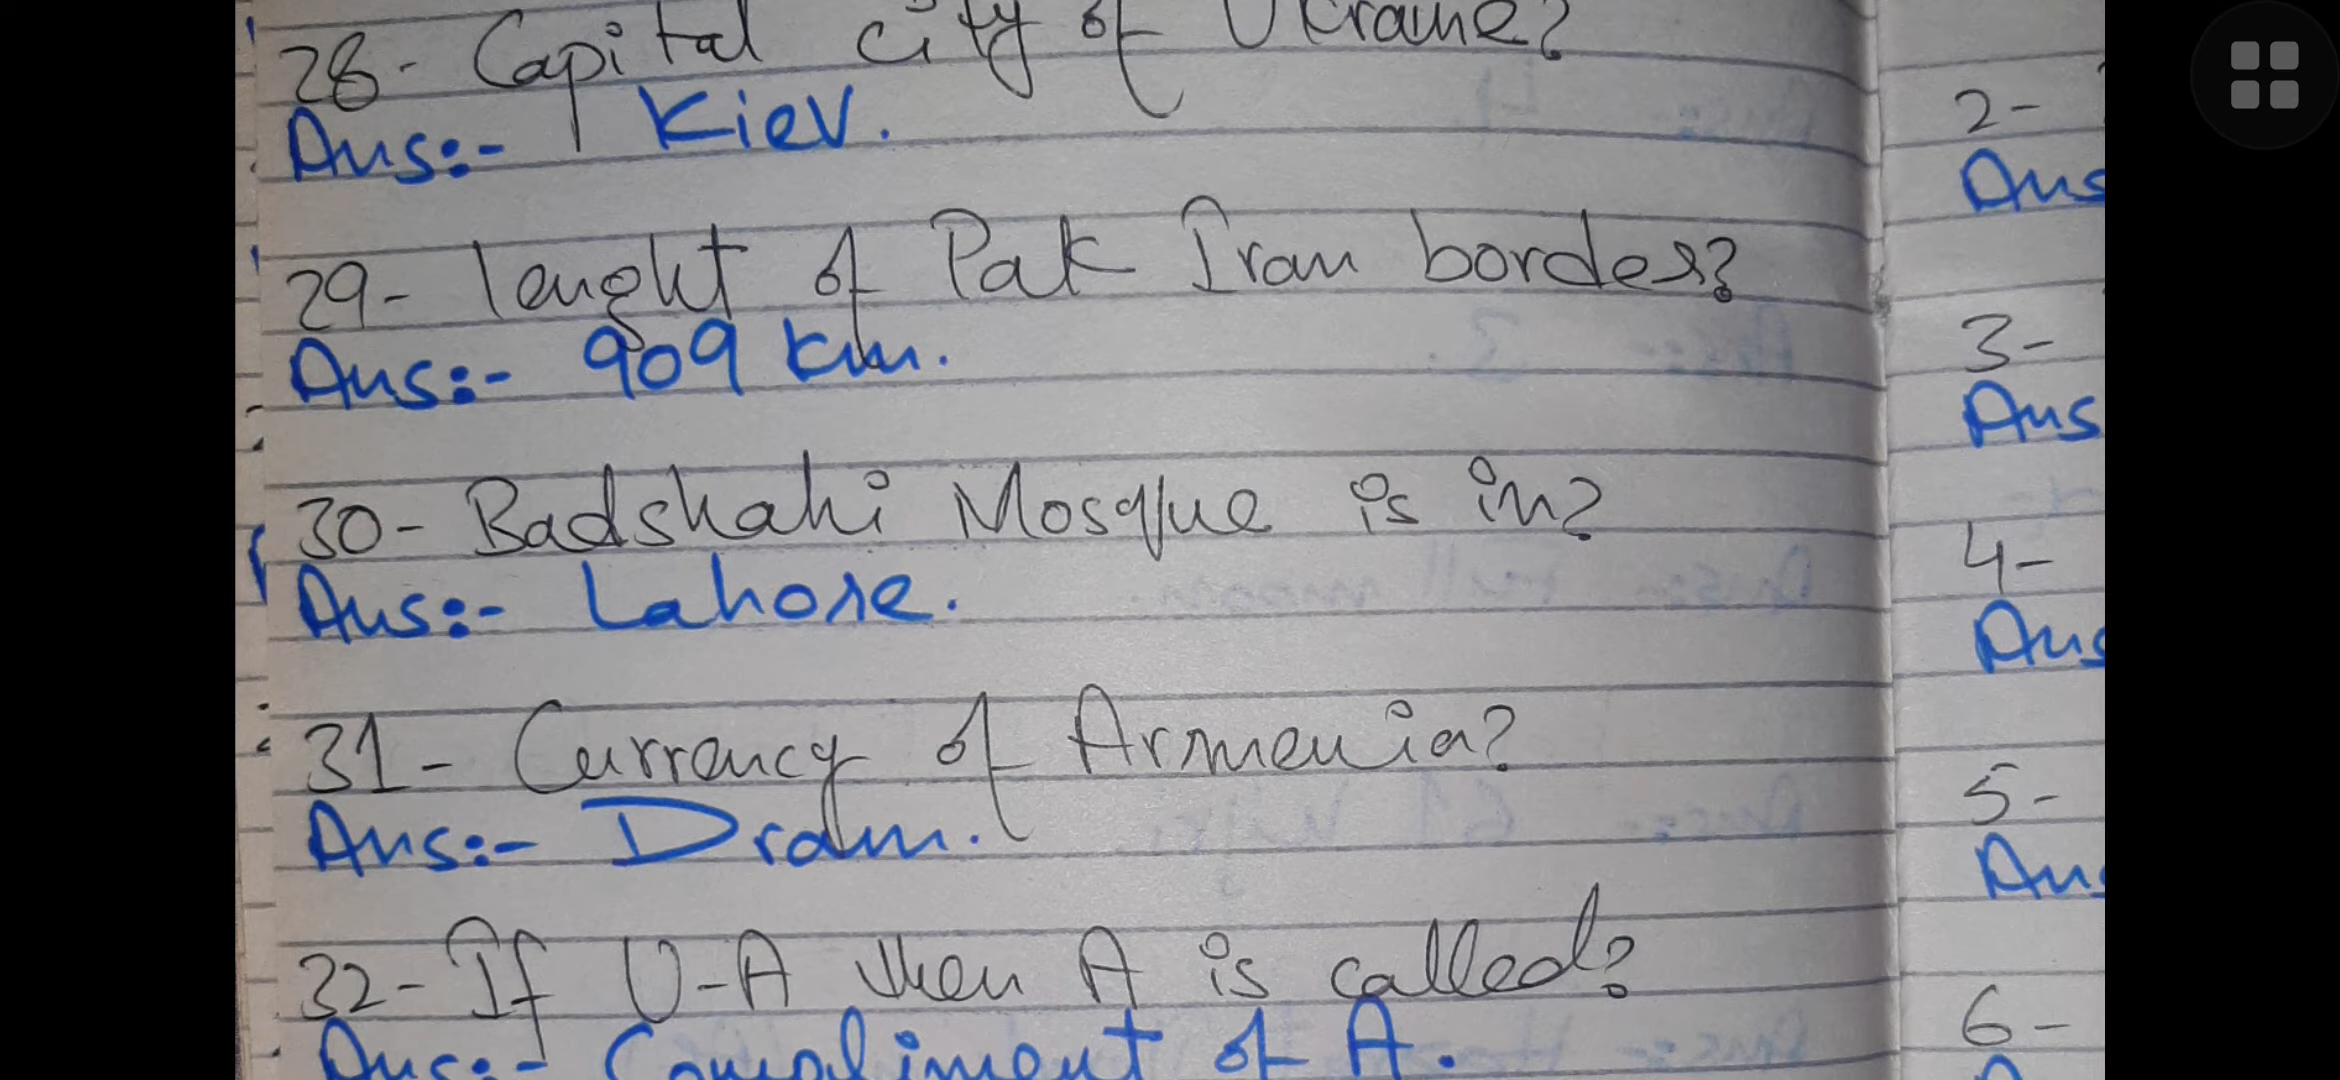 28- Capital city of Ukraine?
Ans:- Kiev.
29- lenght of Pak Iran border?
Ans:- 909 km.
30- Badshahi Mosque is in?
Ans:- Lahore.
31- Currency of Armenia?
Ans:- Dram.
32- If U-A then A is called?
Ans:- Compliment of A.
2-
Ans
3-
Ans
4-
Ans
5-
Ans
6-